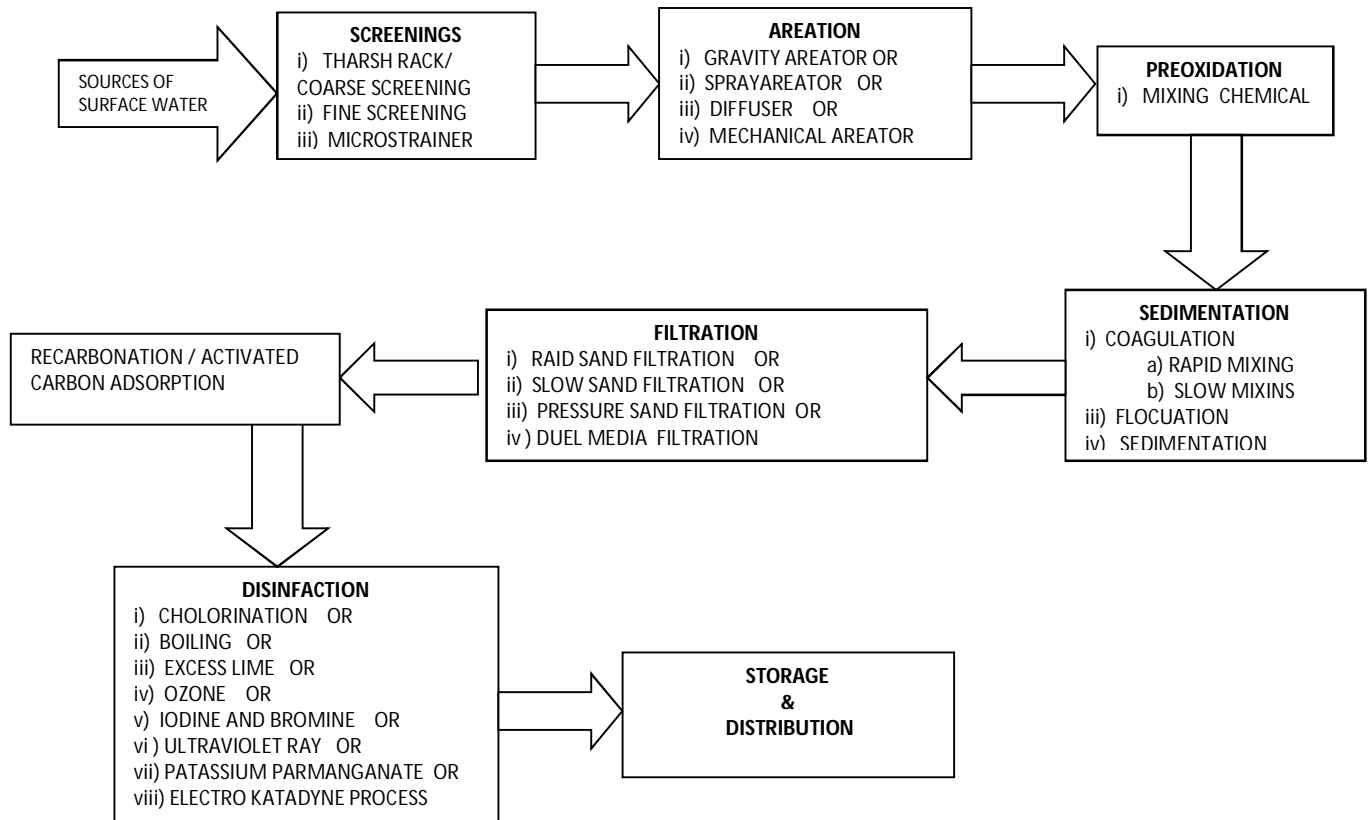 SOURCES OF
SURFACE WATER
SCREENINGS
i) THARSH RACK/
COARSE SCREENING
ii) FINE SCREENING
iii) MICROSTRAINER
AREATION
i) GRAVITY AREATOR OR
ii) SPRAYAREATOR OR
iii) DIFFUSER OR
iv) MECHANICAL AREATOR
PREOXIDATION
i) MIXING CHEMICAL
SEDIMENTATION
i) COAGULATION
a) RAPID MIXING
b) SLOW MIXINS
iii) FLOCUATION
iv) SEDIMENTATION
FILTRATION
i) RAID SAND FILTRATION OR
ii) SLOW SAND FILTRATION OR
iii) PRESSURE SAND FILTRATION OR
iv ) DUEL MEDIA FILTRATION
RECARBONATION / ACTIVATED
CARBON ADSORPTION
DISINFACTION
i) CHOLORINATION OR
ii) BOILING OR
iii) EXCESS LIME OR
iv) OZONE OR
v) IODINE AND BROMINE OR
vi ) ULTRAVIOLET RAY OR
vii) PATASSIUM PARMANGANATE OR
viii) ELECTRO KATADYNE PROCESS
STORAGE
&
DISTRIBUTION